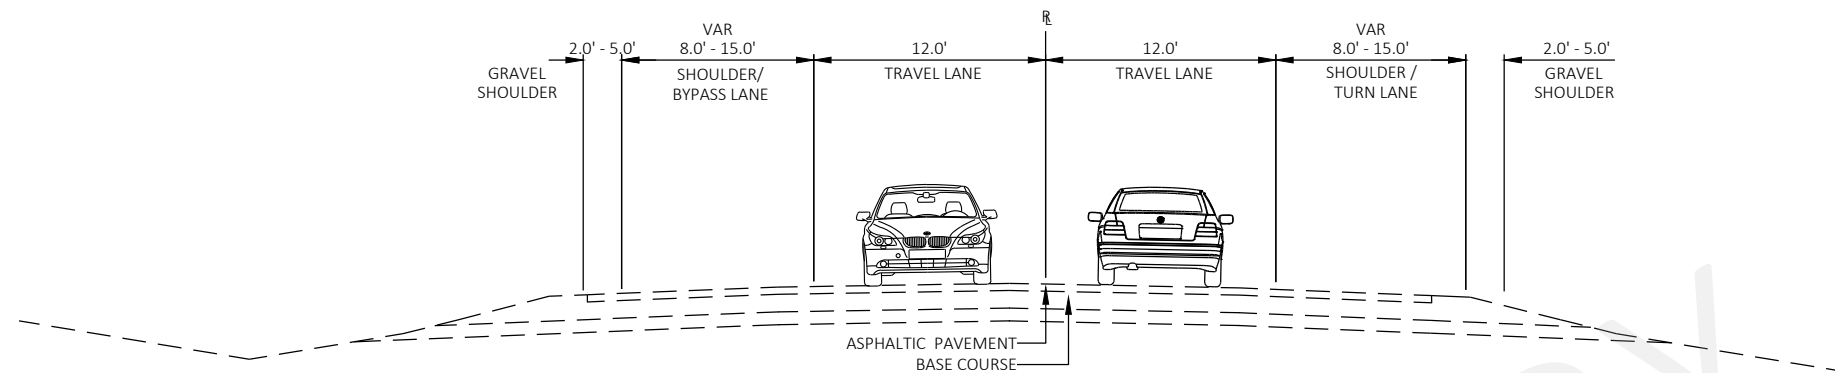 VAR
2.0' - 5.0'
8.0' - 15.0'
12.0'
℄
12.0'
VAR
8.0' - 15.0'
2.0' - 5.0'
GRAVEL
SHOULDER
SHOULDER/
BYPASS LANE
TRAVEL LANE
TRAVEL LANE
SHOULDER /
TURN LANE
GRAVEL
SHOULDER
ASPHALTIC PAVEMENT
BASE COURSE